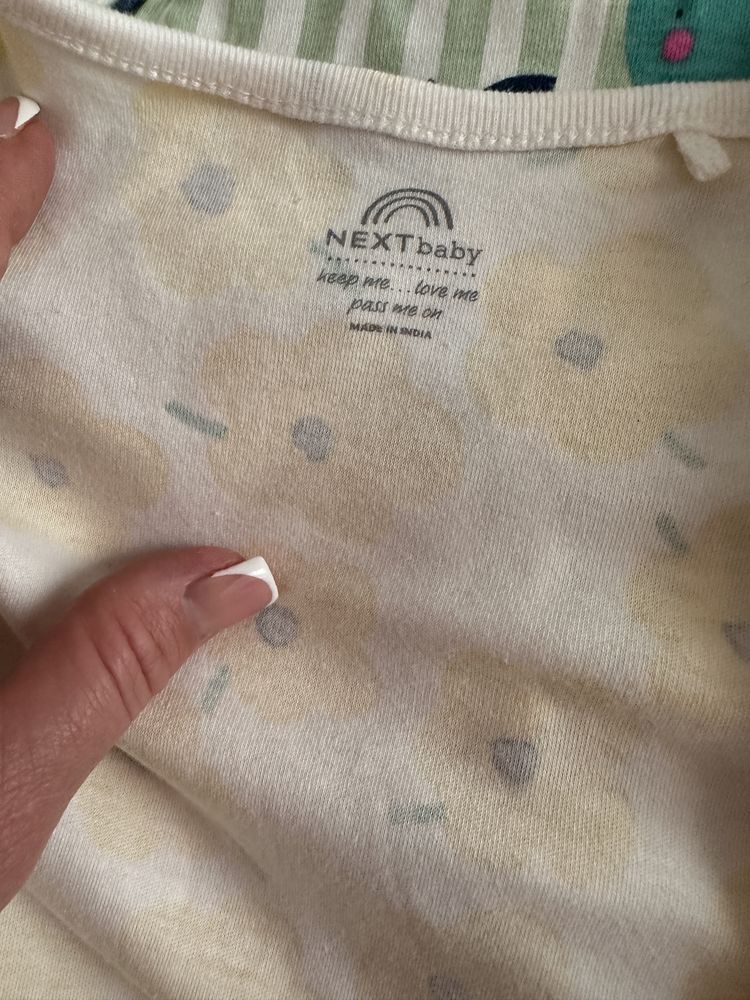 NEXTbaby
keep me...love me
pass me on
MADE IN INDIA